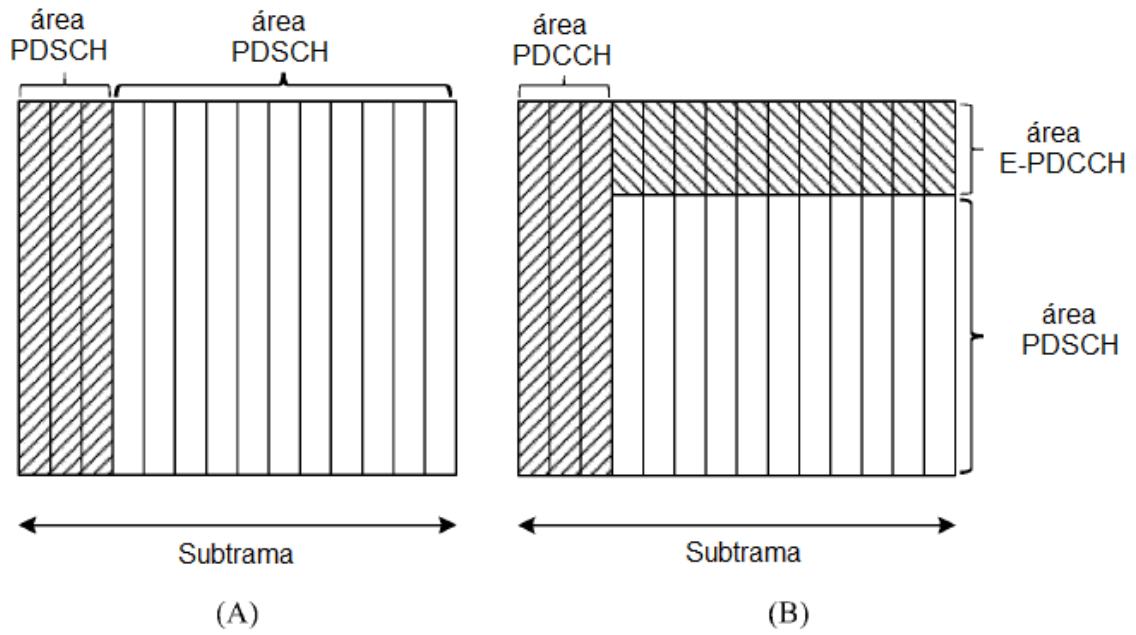 área
PDSCH
área
PDSCH
Subtrama
(A)
área
PDCCH
área
E-PDCCH
área
PDSCH
Subtrama
(B)